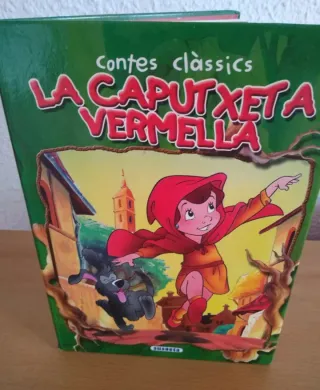 contes clàssics
LA CAPUTXETA
VERMELLA
SUSAETA